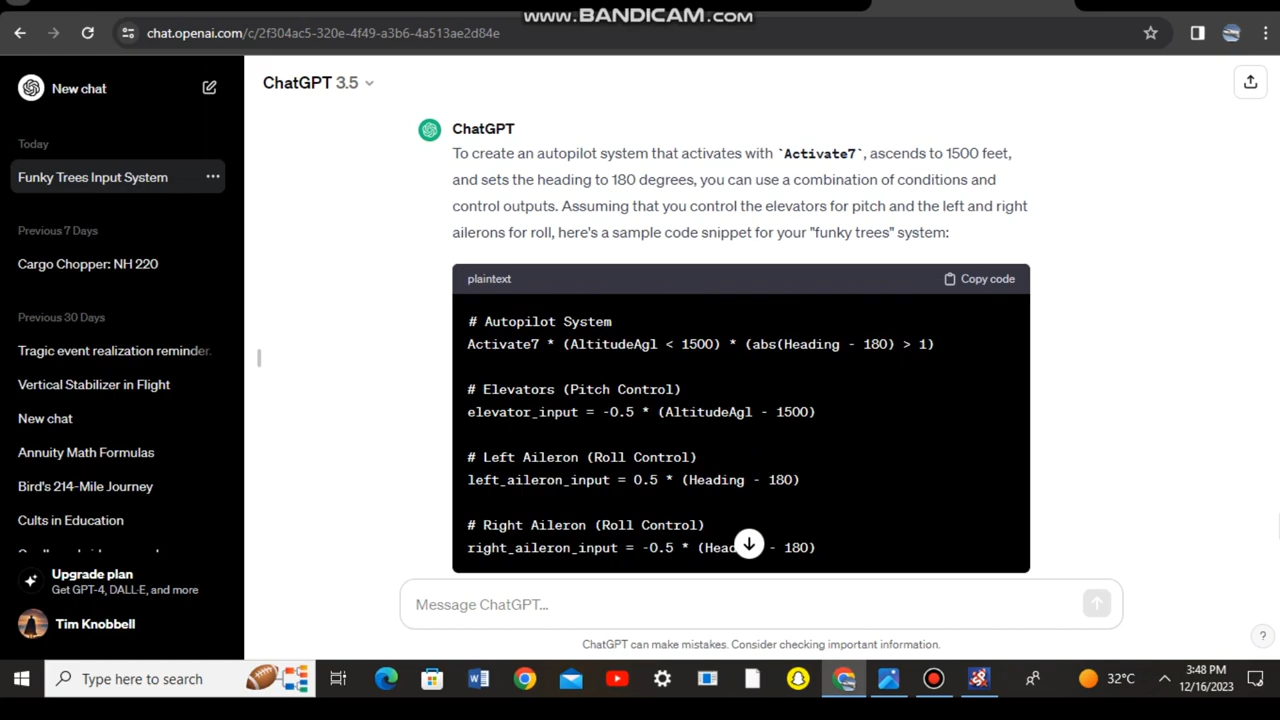 www.BANDICAM.com
chat.openai.com/c/2f304ac5-320e-4f49-a3b6-4a513ae2d84e
New chat
Today
Funky Trees Input System
Previous 7 Days
Cargo Chopper: NH 220
Previous 30 Days
Tragic event realization reminder.
Vertical Stabilizer in Flight
New chat
Annuity Math Formulas
Bird's 214-Mile Journey
Cults in Education
Upgrade plan
Get GPT-4, DALL·E, and more
Tim Knobbell
ChatGPT 3.5
ChatGPT
To create an autopilot system that activates with `Activate7`, ascends to 1500 feet,
and sets the heading to 180 degrees, you can use a combination of conditions and
control outputs. Assuming that you control the elevators for pitch and the left and right
ailerons for roll, here's a sample code snippet for your "funky trees" system:
plaintext
Copy code
# Autopilot System
Activate7 * (AltitudeAgl < 1500) * (abs(Heading - 180) > 1)
# Elevators (Pitch Control)
elevator_input = -0.5 * (AltitudeAgl - 1500)
# Left Aileron (Roll Control)
left_aileron_input = 0.5 * (Heading - 180)
# Right Aileron (Roll Control)
right_aileron_input = -0.5 * (Head - 180)
Message ChatGPT...
ChatGPT can make mistakes. Consider checking important information.
?
Type here to search
32°C
3:48 PM
12/16/2023